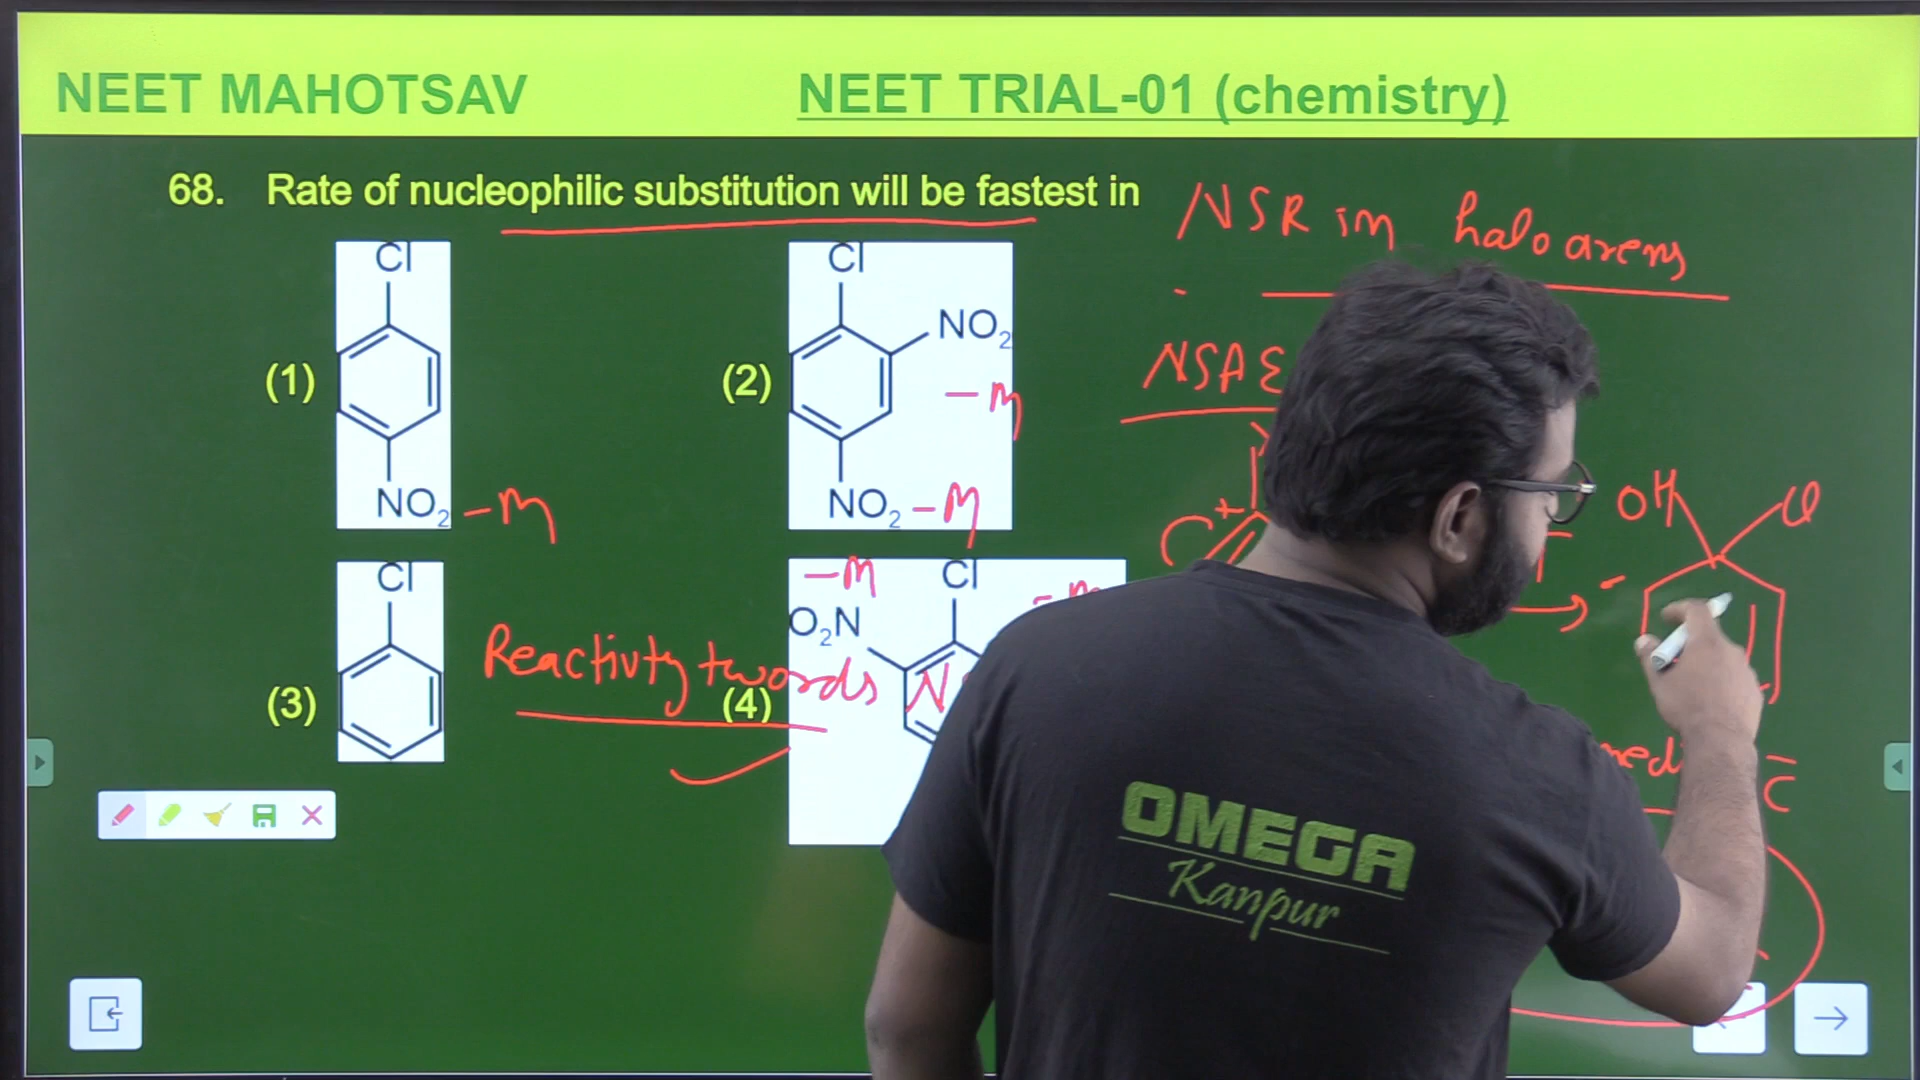 NEET MAHOTSAV
NEET TRIAL-01 (chemistry)
68. Rate of nucleophilic substitution will be fastest in
NSR in haloarens
(1)
Cl
NO2 -m
(2)
Cl
NO2
-m
NO2 -M
NSAE
C+
OH Cl
(3)
Cl
Reactivity twords N
(4)
-m Cl -m
O2N
C
OMEGA
Kanpur